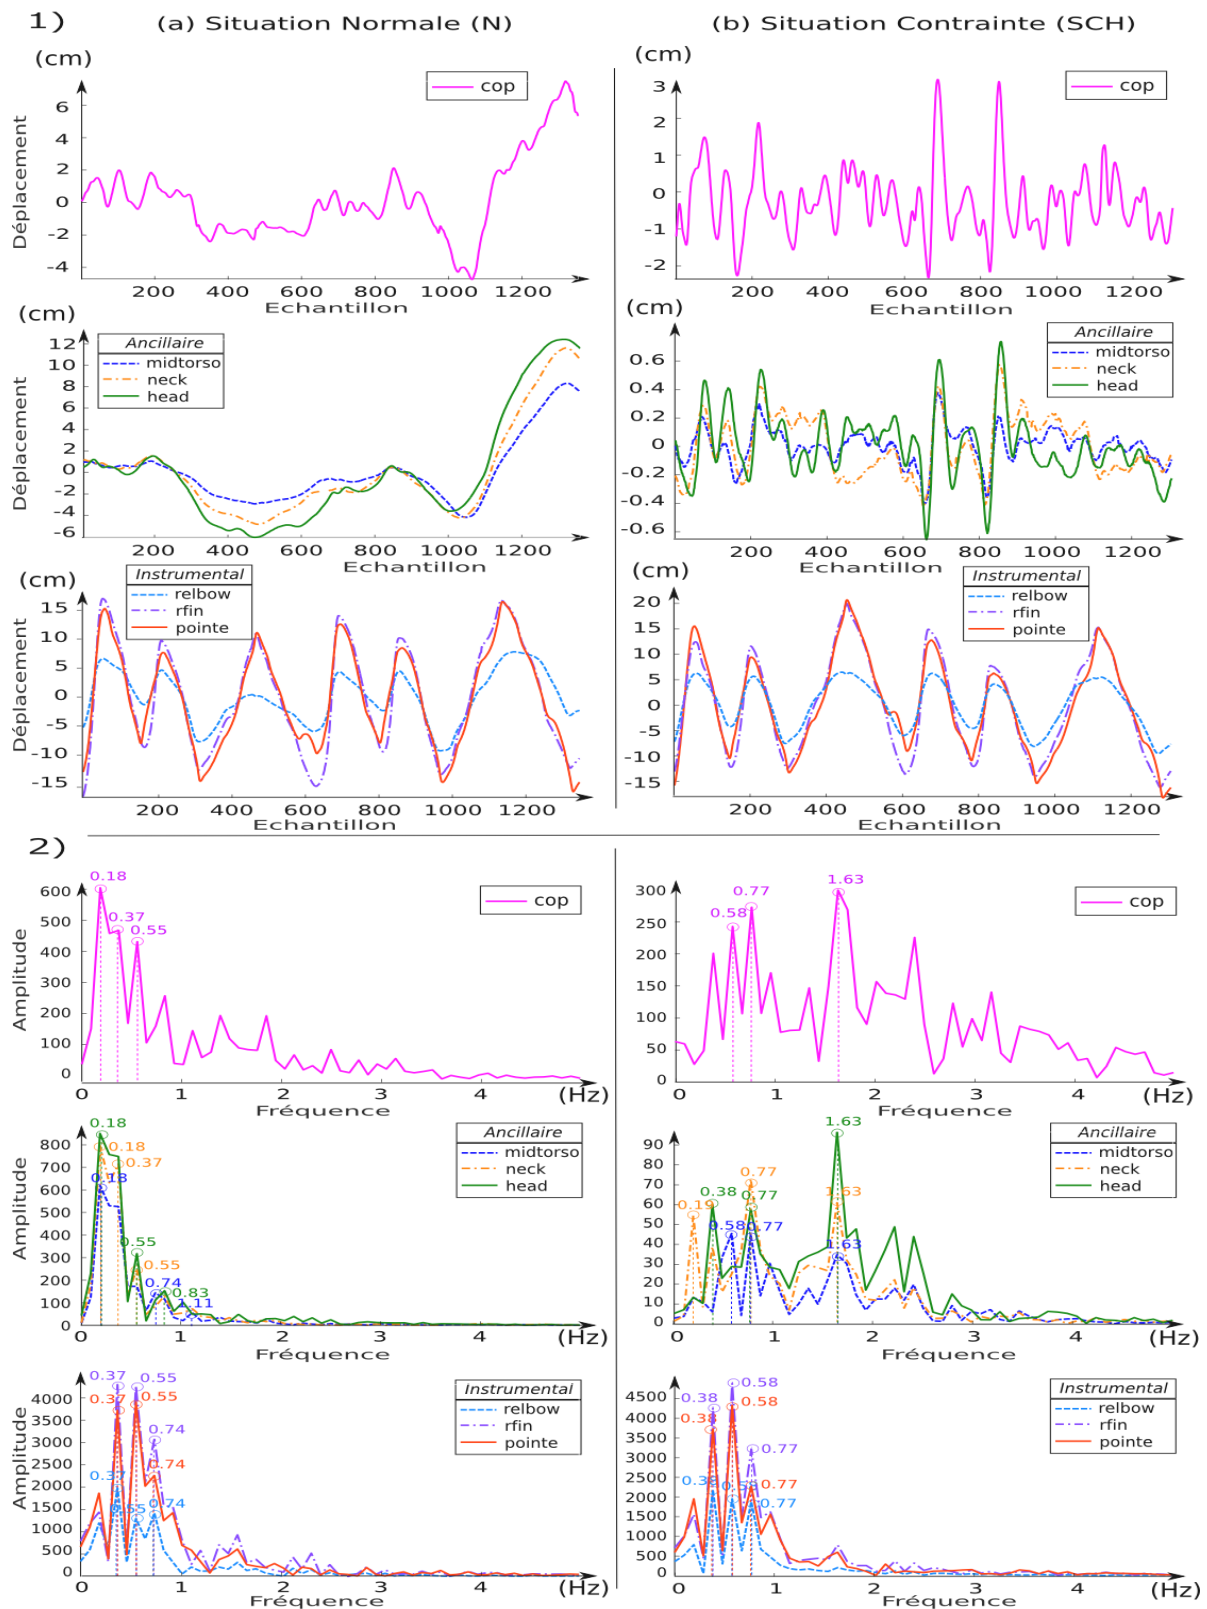 1)
(a) Situation Normale (N)
(b) Situation Contrainte (SCH)
(cm)
Déplacement
6
4
2
0
-2
-4
cop
200 400 600 800 1000 1200
Echantillon
(cm)
3
2
1
0
-1
-2
cop
200 400 600 800 1000 1200
Echantillon
(cm)
Déplacement
12
10
8
6
4
2
0
-2
-4
-6
Ancillaire
midtorso
neck
head
200 400 600 800 1000 1200
Echantillon
(cm)
0.6
0.4
0.2
0
-0.2
-0.4
-0.6
Ancillaire
midtorso
neck
head
200 400 600 800 1000 1200
Echantillon
(cm)
Déplacement
15
10
5
0
-5
-10
-15
Instrumental
relbow
rfin
pointe
200 400 600 800 1000 1200
Echantillon
(cm)
20
15
10
5
0
-5
-10
-15
Instrumental
relbow
rfin
pointe
200 400 600 800 1000 1200
Echantillon
2)
Amplitude
600
500
400
300
200
100
0
0.18
0.37
0.55
cop
0 1 2 3 4 (Hz)
Fréquence
300
250
200
150
100
50
0
0.58
0.77
1.63
cop
0 1 2 3 4 (Hz)
Fréquence
Amplitude
800
700
600
500
400
300
200
100
0
0.18
0.18
0.37
0.18
0.55
0.55
0.74
0.83
1.11
Ancillaire
midtorso
neck
head
0 1 2 3 4 (Hz)
Fréquence
90
80
70
60
50
40
30
20
10
0
1.63
0.77
0.38
0.77
1.63
0.19
0.58
0.77
1.63
Ancillaire
midtorso
neck
head
0 1 2 3 4 (Hz)
Fréquence
Amplitude
4000
3500
3000
2500
2000
1500
1000
500
0
0.37
0.55
0.37
0.55
0.74
0.74
0.37
0.55
0.74
Instrumental
relbow
rfin
pointe
0 1 2 3 4 (Hz)
Fréquence
4500
4000
3500
3000
2500
2000
1500
1000
500
0
0.58
0.38
0.58
0.38
0.77
0.77
0.38
0.58
0.77
Instrumental
relbow
rfin
pointe
0 1 2 3 4 (Hz)
Fréquence